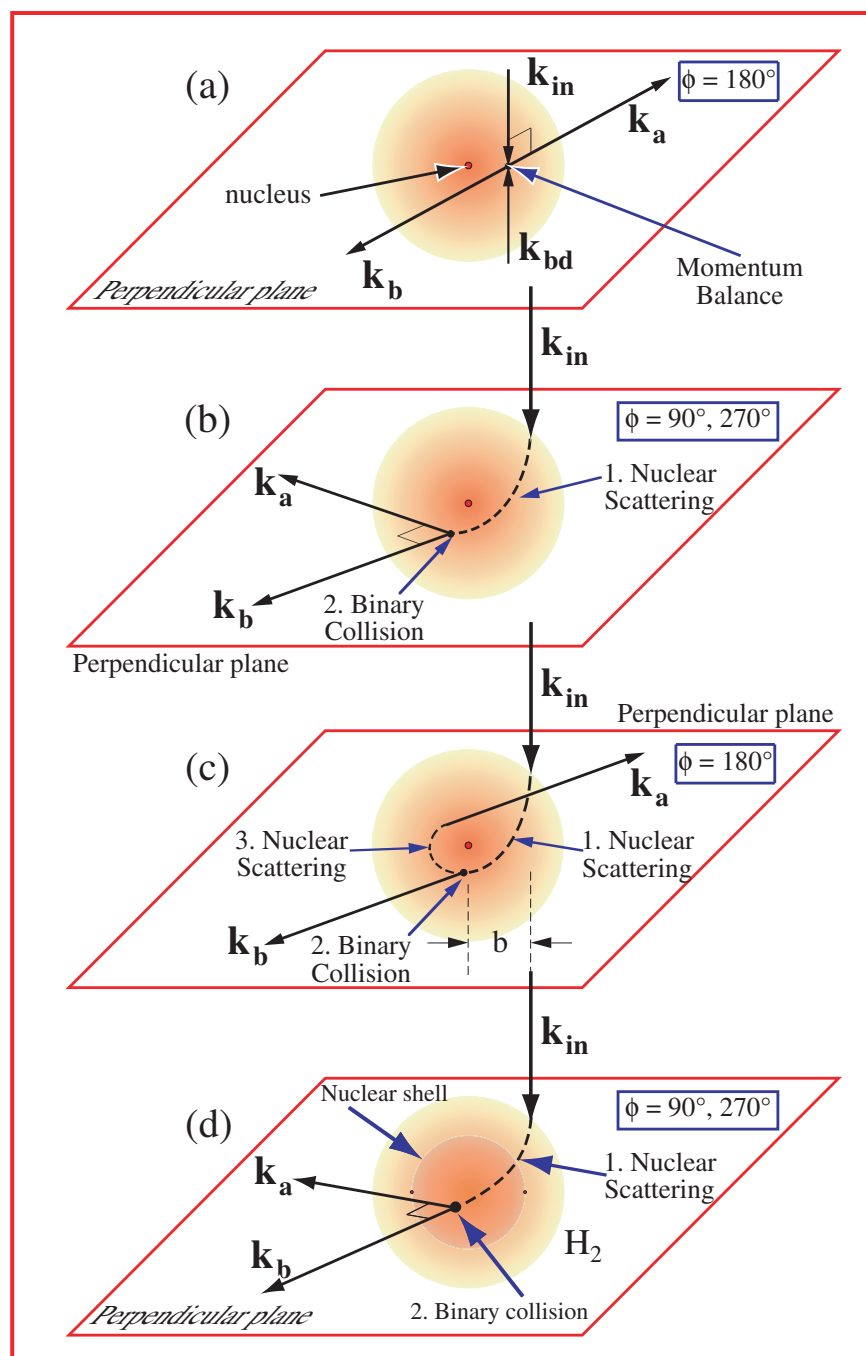 (a)
k_in
ϕ = 180°
k_a
nucleus
k_b
k_bd
Momentum
Balance
Perpendicular plane
k_in
(b)
ϕ = 90°, 270°
k_a
1. Nuclear
Scattering
k_b
2. Binary
Collision
Perpendicular plane
k_in
Perpendicular plane
(c)
ϕ = 180°
k_a
3. Nuclear
Scattering
1. Nuclear
Scattering
k_b
2. Binary
Collision
b
k_in
Nuclear shell
ϕ = 90°, 270°
(d)
1. Nuclear
Scattering
k_a
H₂
k_b
2. Binary collision
Perpendicular plane